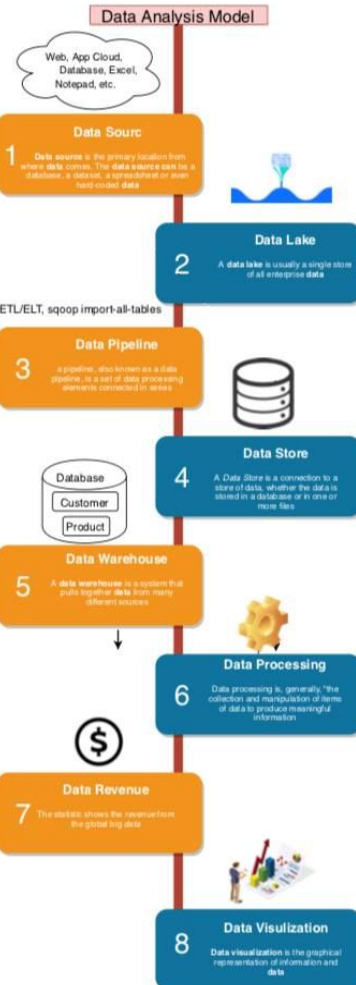 Data Analysis Model
Web, App Cloud,
Database, Excel,
Notepad, etc.
Data Sourc
1
Data source is the primary location from
where data comes. The data source can be a
database, a dataset, a spreadsheet or even
hard-coded data
Data Lake
2
A data lake is usually a single store
of all enterprise data
ETL/ELT, sqoop import-all-tables
Data Pipeline
3
a pipeline, also known as a data
pipeline, is a set of data processing
elements connected in series
Data Store
4
A Data Store is a connection to a
store of data, whether the data is
stored in a database or in one or
more files
Database
Customer
Product
Data Warehouse
5
A data warehouse is a system that
pulls together data from many
different sources
Data Processing
6
Data processing is, generally, "the
collection and manipulation of items
of data to produce meaningful
information
Data Revenue
7
The statistic shows the revenue from
the global big data
Data Visulization
8
Data visualization is the graphical
representation of information and
data